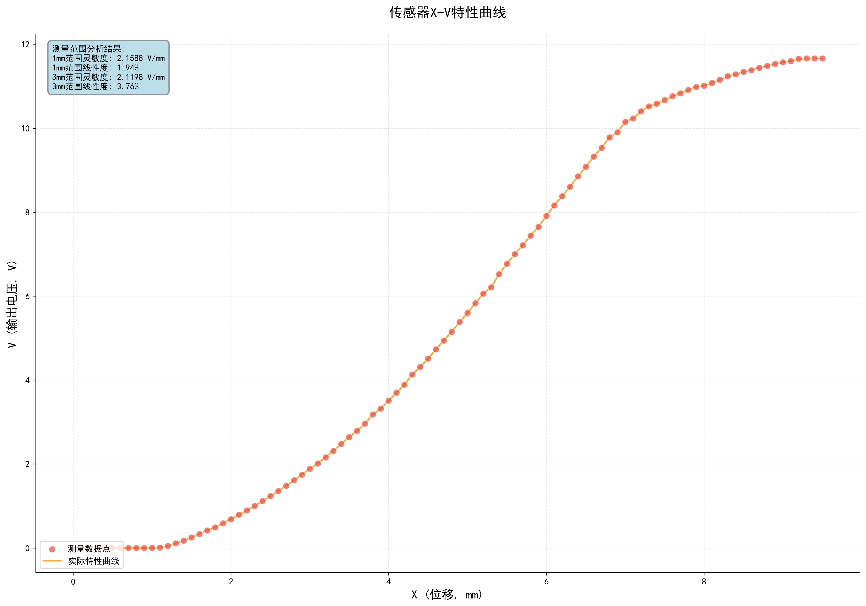 传感器X-V特性曲线
测量范围分析结果:
1mm范围灵敏度: 2.1588 V/mm
1mm范围线性度: 1.943
3mm范围灵敏度: 2.1198 V/mm
3mm范围线性度: 3.763
12
10
8
6
4
2
0
V (输出电压, V)
测量数据点
实际特性曲线
0
2
4
6
8
X (位移, mm)